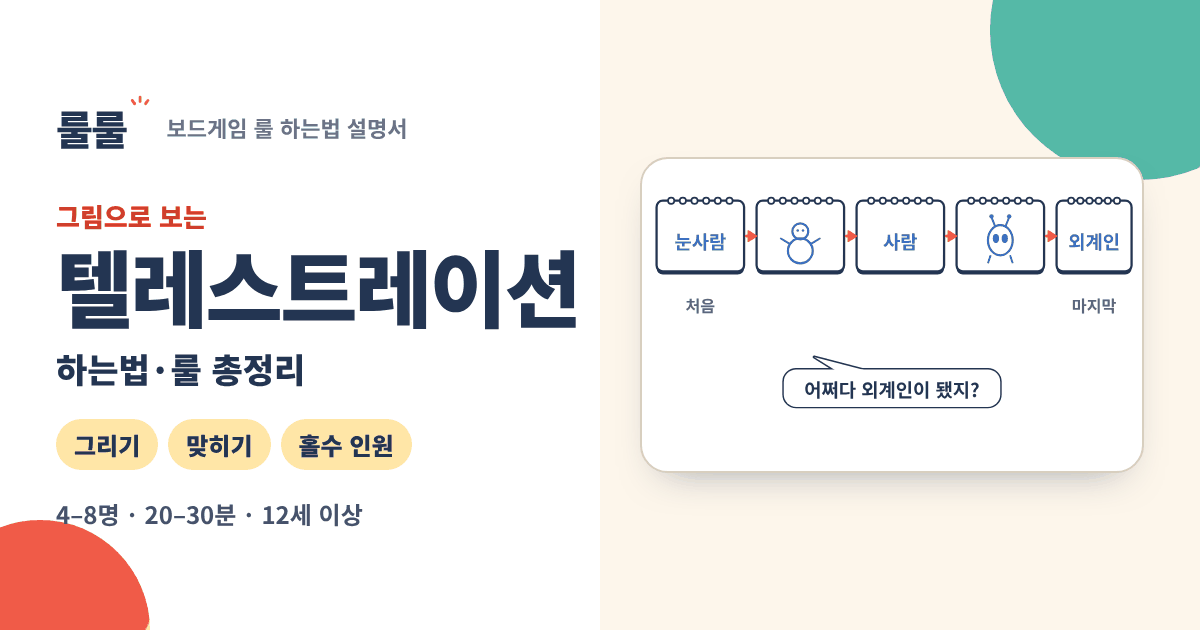 룰룰 보드게임 룰 하는법 설명서
그림으로 보는
텔레스트레이션
하는법·룰 총정리
그리기 맞히기 홀수 인원
4–8명 · 20–30분 · 12세 이상
눈사람 사람 외계인
처음 마지막
어쩌다 외계인이 됐지?